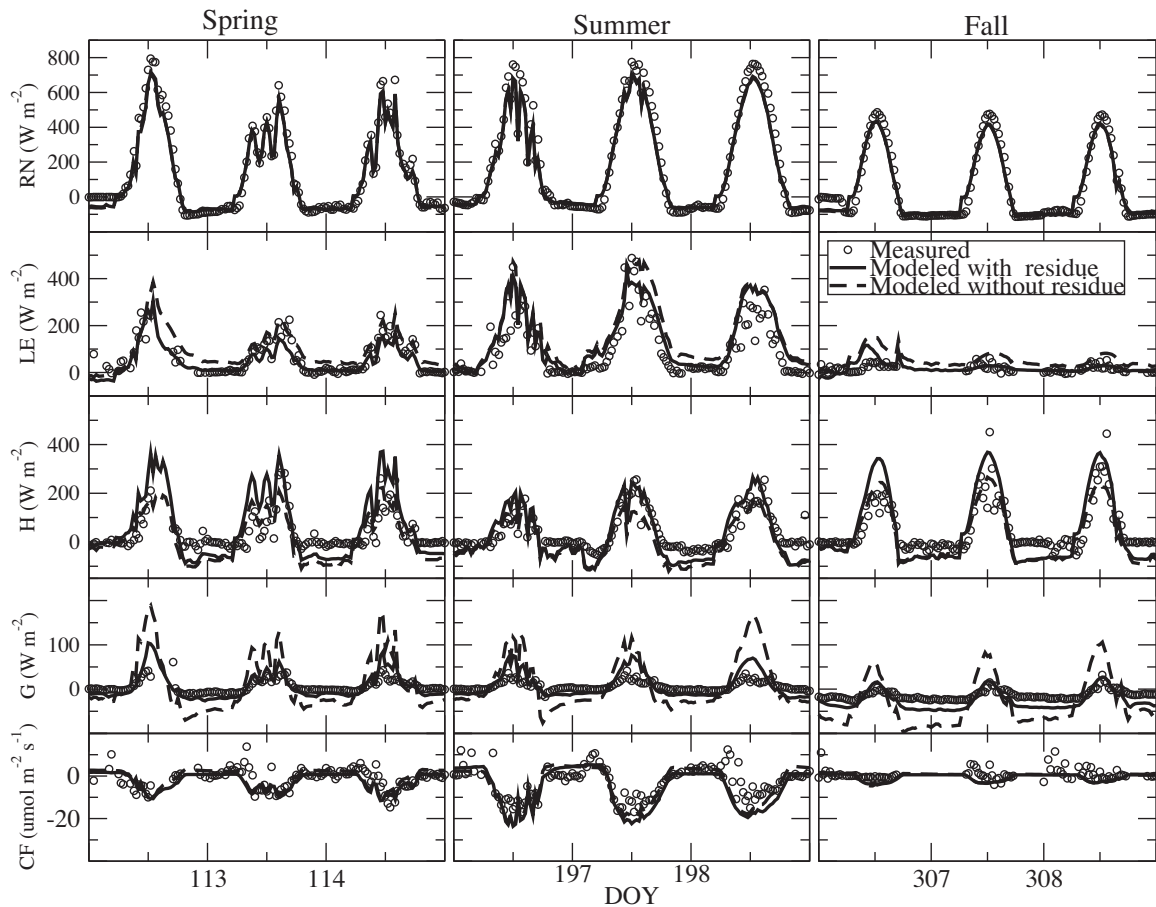 Spring Summer Fall
RN (W m-2)
800
600
400
200
0
LE (W m-2)
400
200
0
Measured
Modeled with residue
Modeled without residue
H (W m-2)
400
200
0
G (W m-2)
100
0
CF (umol m-2 s-1)
0
-20
113 114 197 198 307 308
DOY